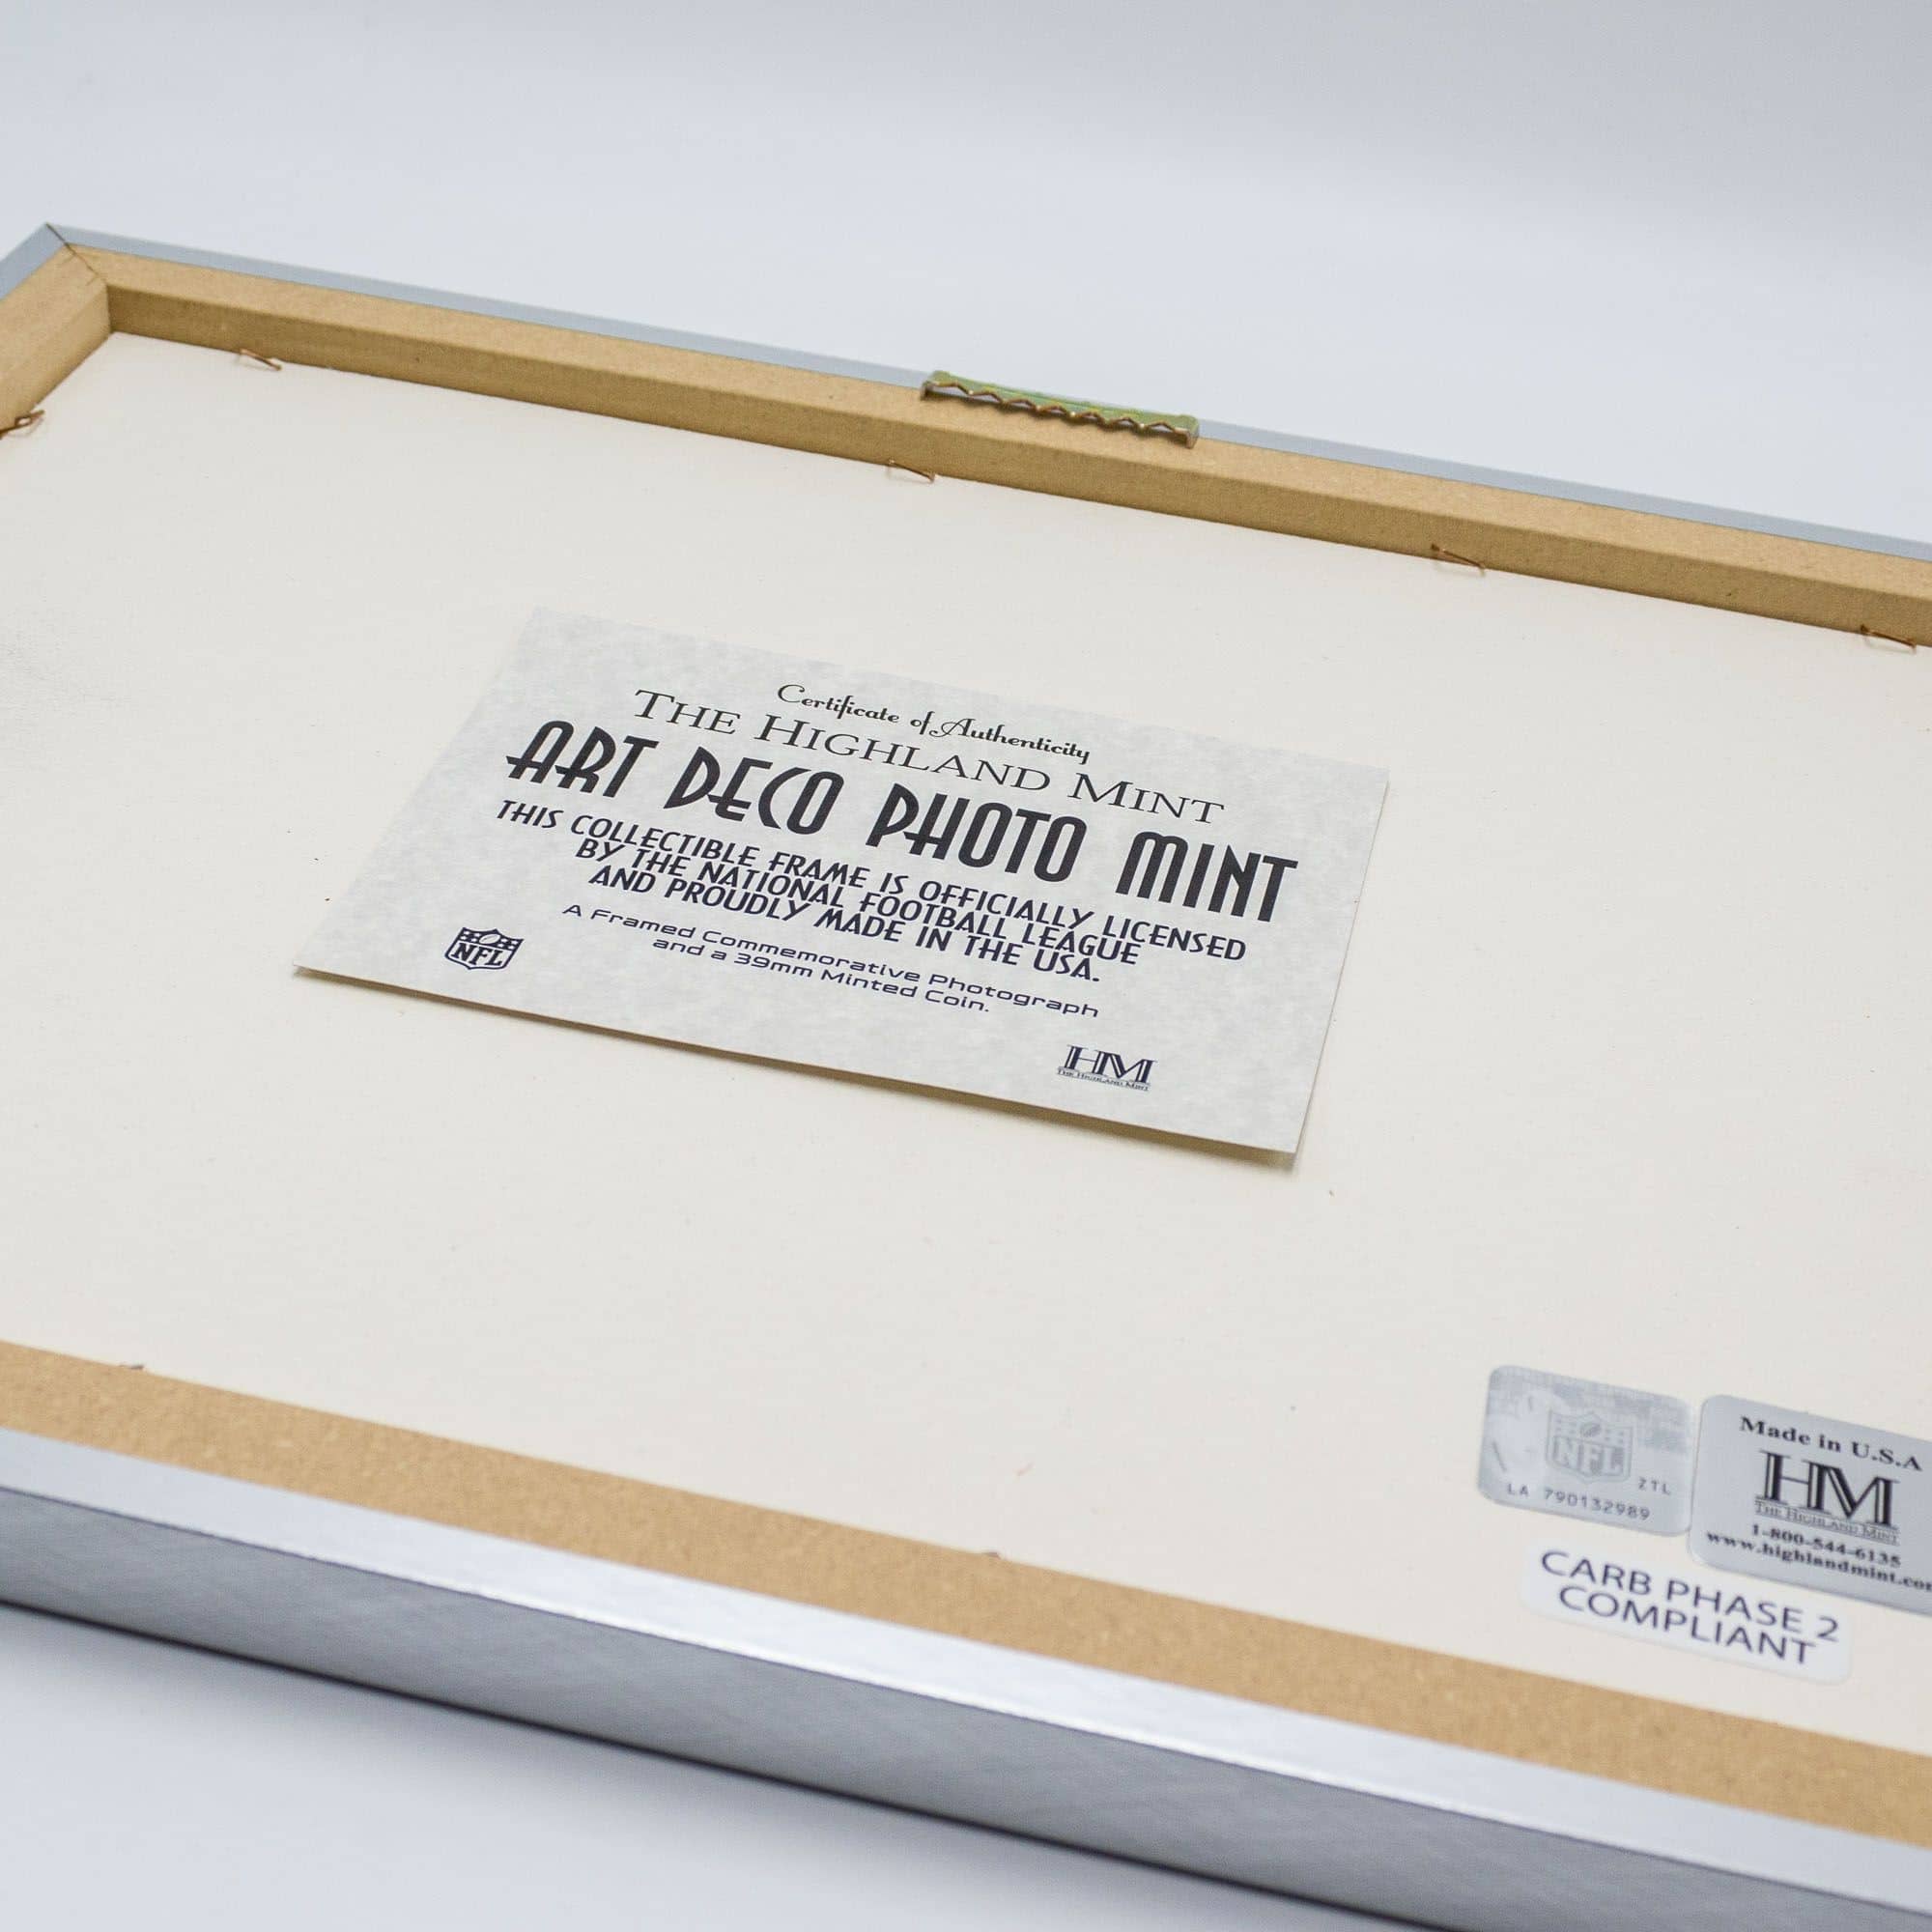 Certificate of Authenticity
THE HIGHLAND MINT
ART DECO PHOTO MINT
THIS COLLECTIBLE FRAME IS OFFICIALLY LICENSED
BY THE NATIONAL FOOTBALL LEAGUE
AND PROUDLY MADE IN THE USA.
A Framed Commemorative Photograph
and a 39mm Minted Coin.
NFL
HM
THE HIGHLAND MINT
NFL
ZTL
LA 790132989
Made in U.S.A
HM
THE HIGHLAND MINT
1-800-544-6135
www.highlandmint.com
CARB PHASE 2
COMPLIANT